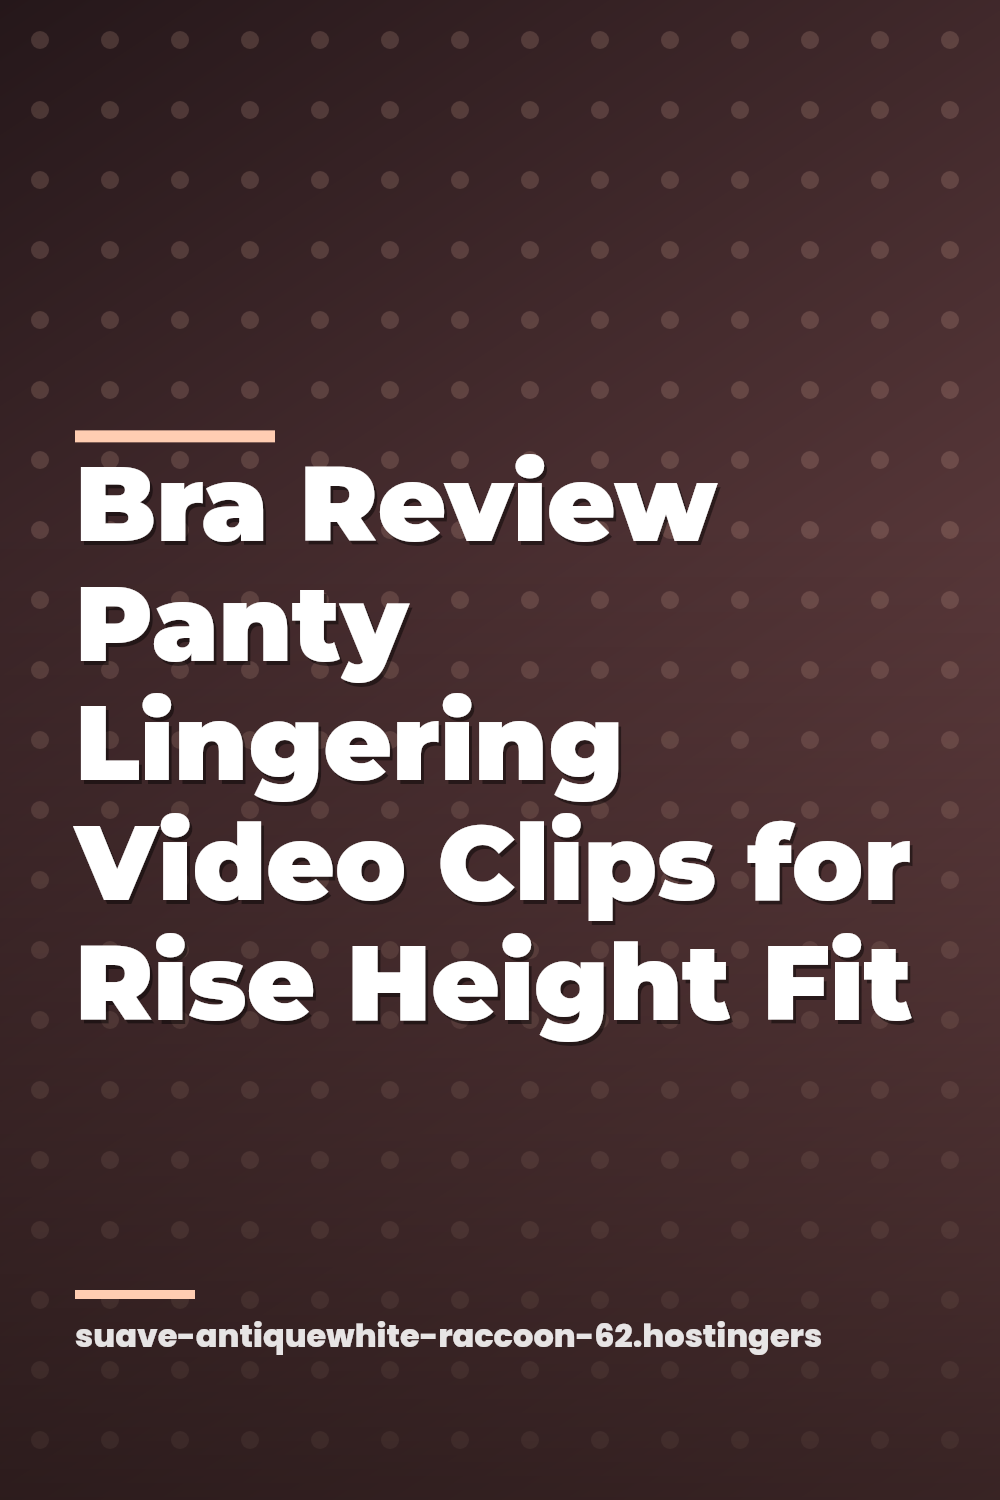 Bra Review
Panty
Lingering
Video Clips for
Rise Height Fit
suave-antiquewhite-raccoon-62.hostingers